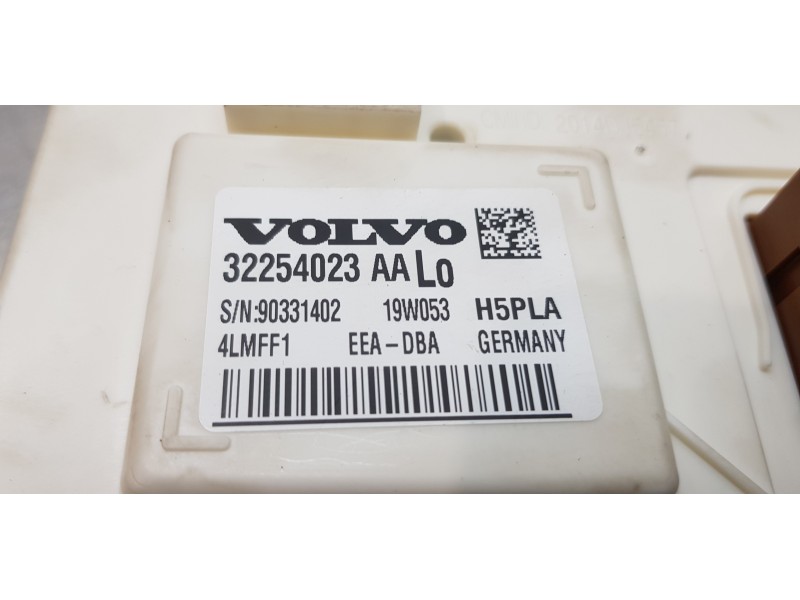 VOLVO
32254023 AA Lo
S/N:90331402 19W053 H5PLA
4LMFF1 EEA-DBA GERMANY